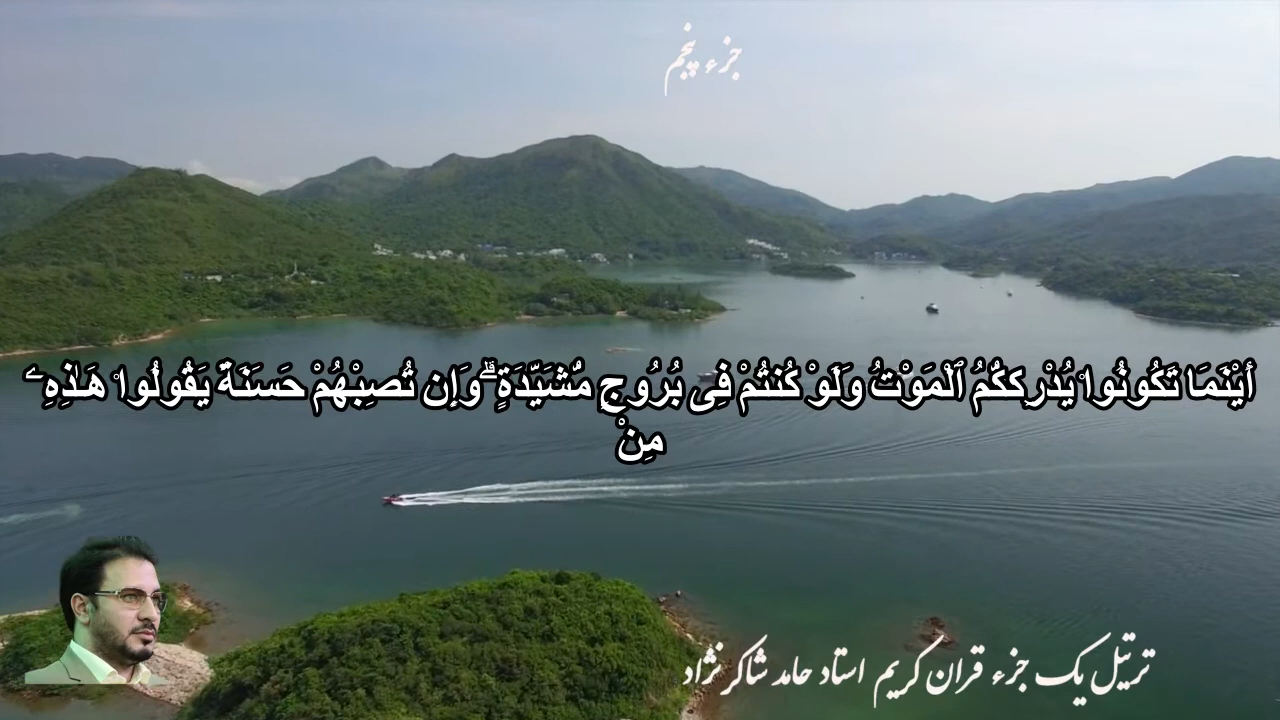 جزء پنجم
أَيْنَمَا تَكُونُوا۟ يُدْرِككُّمُ ٱلْمَوْتُ وَلَوْ كُنتُمْ فِى بُرُوجٍ مُّشَيَّدَةٍ ۗ وَإِن تُصِبْهُمْ حَسَنَةٌ يَقُولُوا۟ هَـٰذِهِۦ
مِنْ
ترتیل یک جزء قران کریم استاد حامد شاکر نژاد